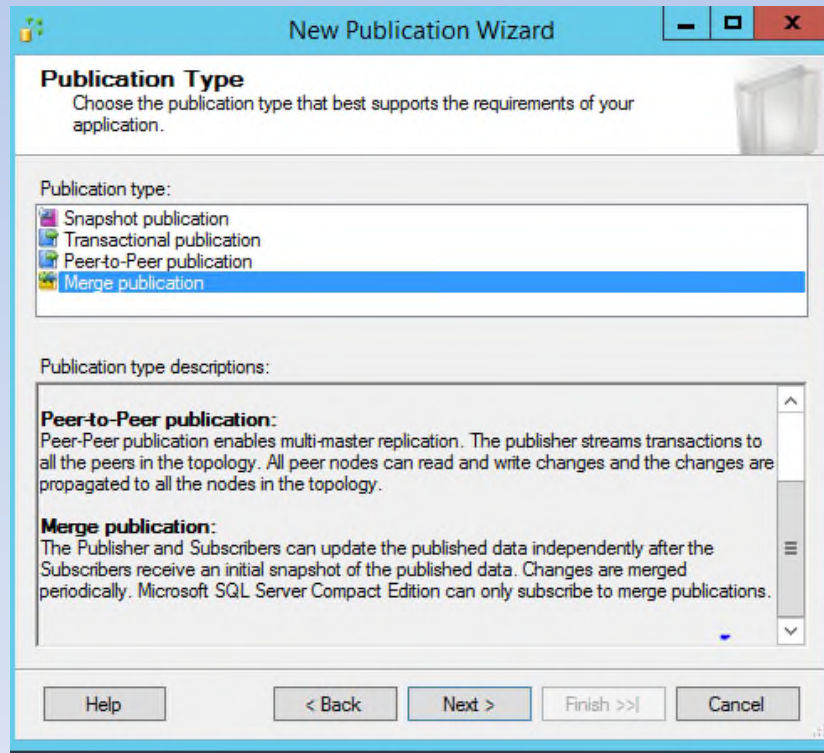 New Publication Wizard
Publication Type
Choose the publication type that best supports the requirements of your
application.
Publication type:
Snapshot publication
Transactional publication
Peer-to-Peer publication
Merge publication
Publication type descriptions:
Peer-to-Peer publication:
Peer-Peer publication enables multi-master replication. The publisher streams transactions to
all the peers in the topology. All peer nodes can read and write changes and the changes are
propagated to all the nodes in the topology.
Merge publication:
The Publisher and Subscribers can update the published data independently after the
Subscribers receive an initial snapshot of the published data. Changes are merged
periodically. Microsoft SQL Server Compact Edition can only subscribe to merge publications.
Help
< Back
Next >
Finish >>|
Cancel